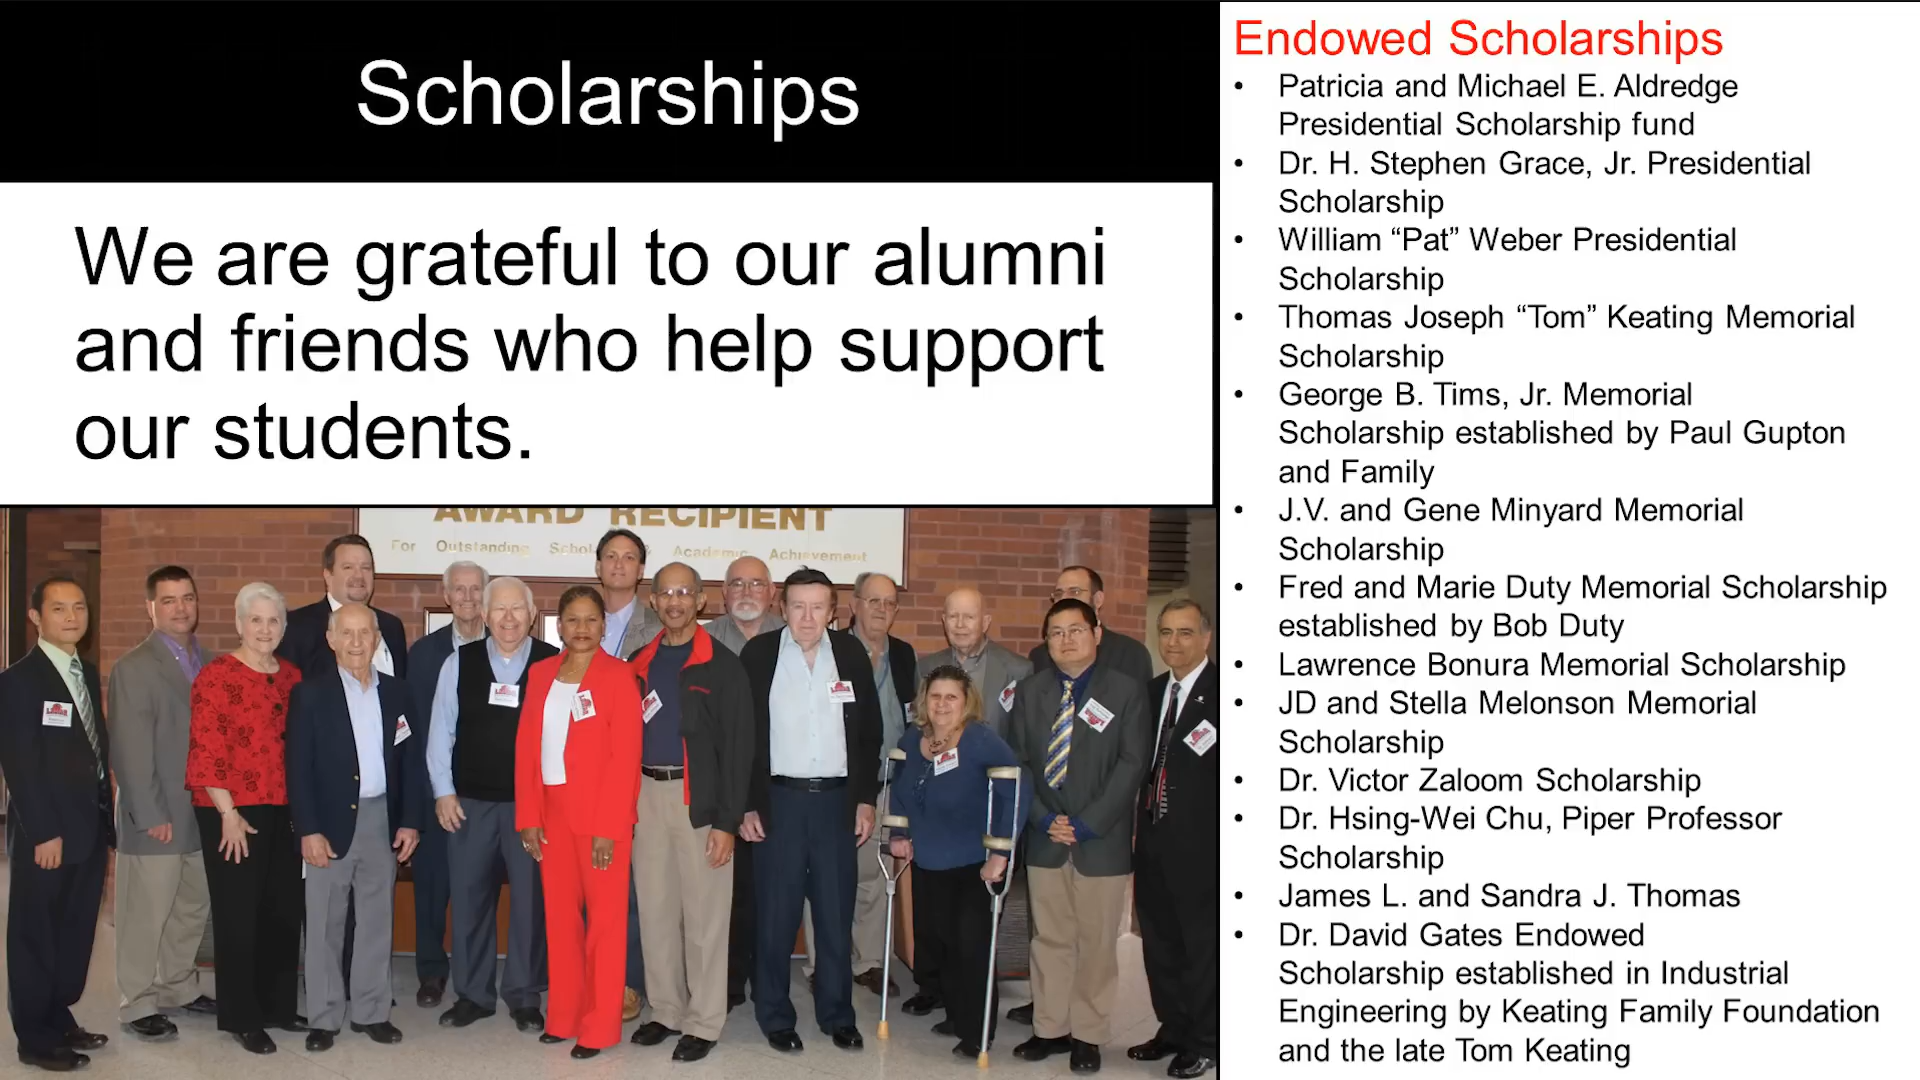 Scholarships
We are grateful to our alumni
and friends who help support
our students.
AWARD RECIPIENT
For Outstanding & Academic Achievement
Endowed Scholarships
• Patricia and Michael E. Aldredge
Presidential Scholarship fund
• Dr. H. Stephen Grace, Jr. Presidential
Scholarship
• William “Pat” Weber Presidential
Scholarship
• Thomas Joseph “Tom” Keating Memorial
Scholarship
• George B. Tims, Jr. Memorial
Scholarship established by Paul Gupton
and Family
• J.V. and Gene Minyard Memorial
Scholarship
• Fred and Marie Duty Memorial Scholarship
established by Bob Duty
• Lawrence Bonura Memorial Scholarship
• JD and Stella Melonson Memorial
Scholarship
• Dr. Victor Zaloom Scholarship
• Dr. Hsing-Wei Chu, Piper Professor
Scholarship
• James L. and Sandra J. Thomas
• Dr. David Gates Endowed
Scholarship established in Industrial
Engineering by Keating Family Foundation
and the late Tom Keating